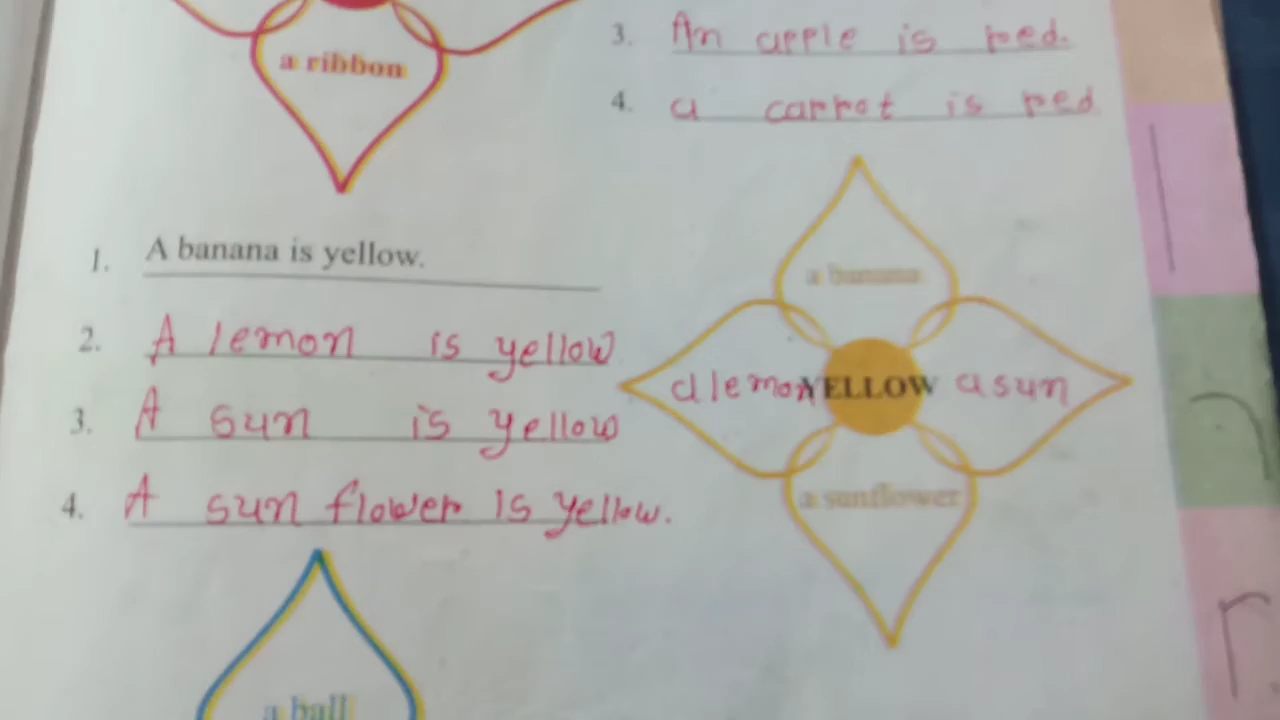 a ribbon
3. An apple is red.
4. a carrot is red
1. A banana is yellow.
2. A lemon is yellow
3. A sun is yellow
4. A sun flower is yellow.
a banana
a lemon YELLOW a sun
a sunflower
a ball